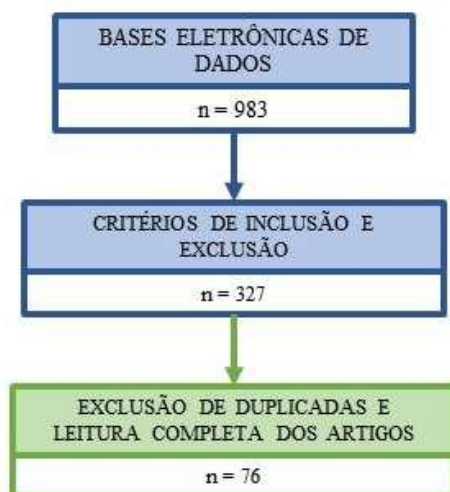 BASES ELETRÔNICAS DE
DADOS
n = 983
CRITÉRIOS DE INCLUSÃO E
EXCLUSÃO
n = 327
EXCLUSÃO DE DUPLICADAS E
LEITURA COMPLETA DOS ARTIGOS
n = 76